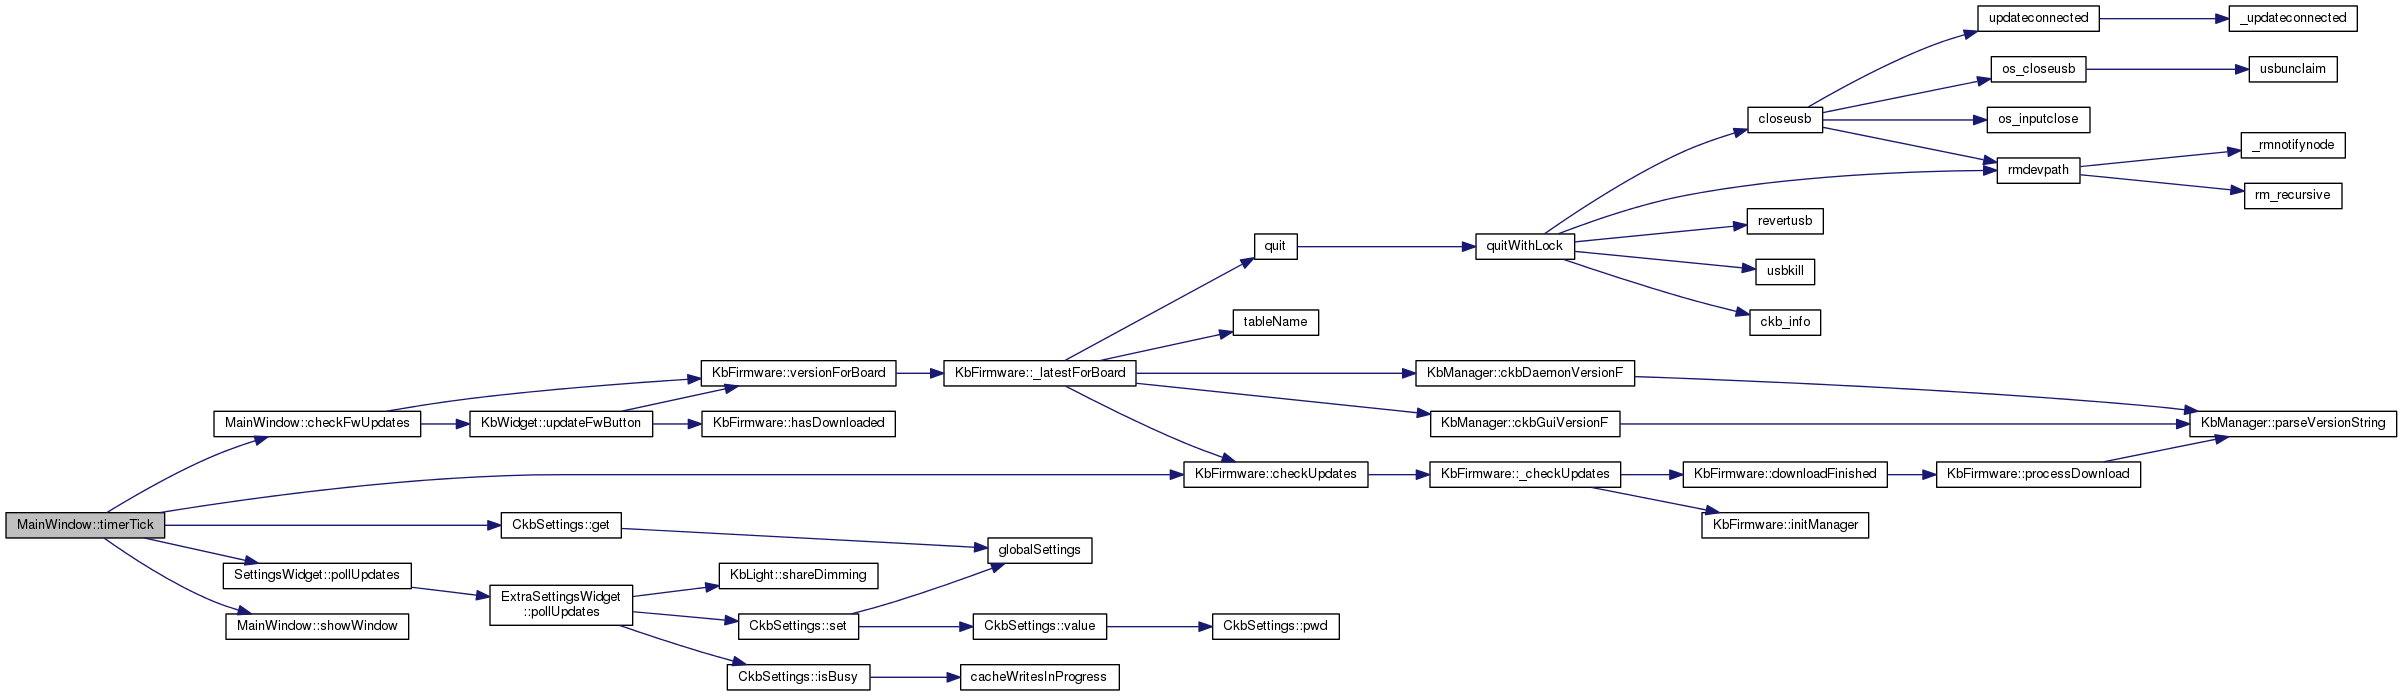 updateconnected
_updateconnected
os_closeusb
usbunclaim
closeusb
os_inputclose
_rmnotifynode
rmdevpath
rm_recursive
revertusb
quit
quitWithLock
usbkill
tableName
ckb_info
KbFirmware::versionForBoard
KbFirmware::_latestForBoard
KbManager::ckbDaemonVersionF
MainWindow::checkFwUpdates
KbWidget::updateFwButton
KbFirmware::hasDownloaded
KbManager::ckbGuiVersionF
KbManager::parseVersionString
KbFirmware::checkUpdates
KbFirmware::_checkUpdates
KbFirmware::downloadFinished
KbFirmware::processDownload
MainWindow::timerTick
CkbSettings::get
KbFirmware::initManager
globalSettings
SettingsWidget::pollUpdates
KbLight::shareDimming
ExtraSettingsWidget
::pollUpdates
MainWindow::showWindow
CkbSettings::set
CkbSettings::value
CkbSettings::pwd
CkbSettings::isBusy
cacheWritesInProgress